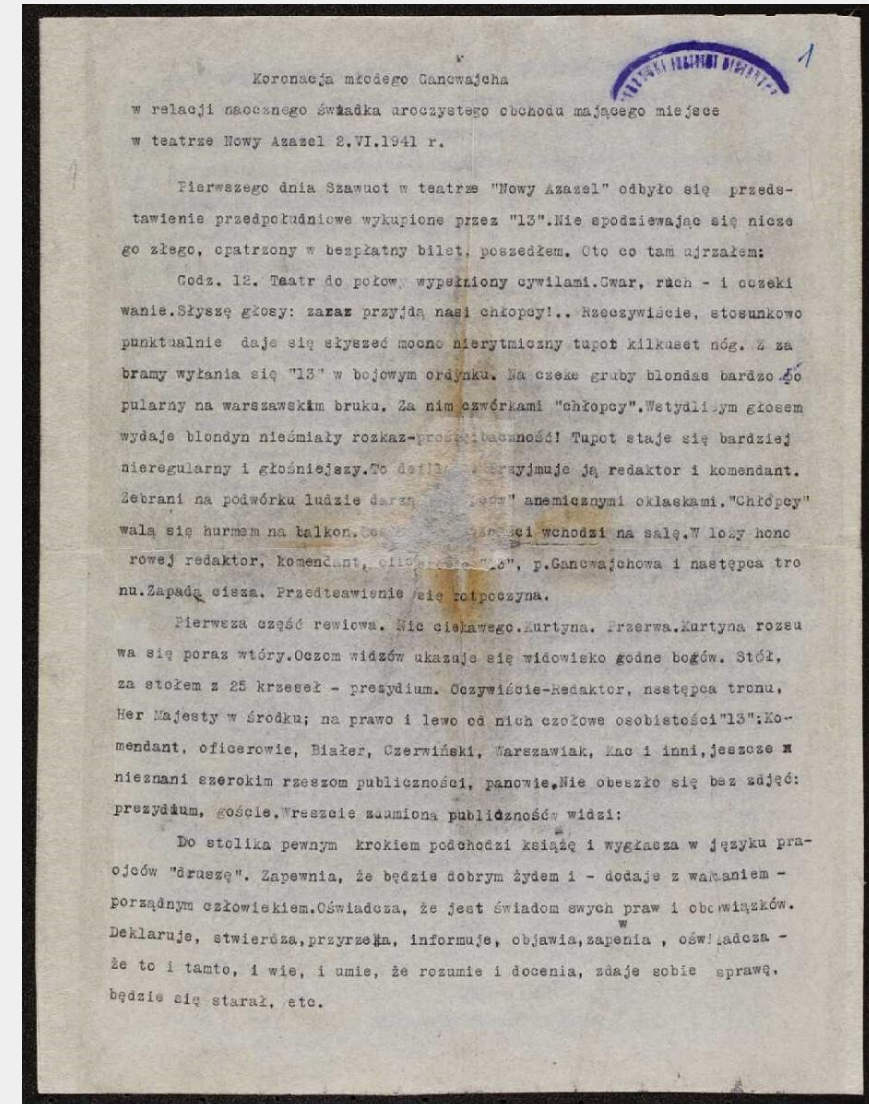 1
Koronacja młodego Gancwajcha
w relacji naocznego świadka uroczystego obchodu mającego miejsce
w teatrze Nowy Azazel 2.VI.1941 r.
Pierwszego dnia Szawuot w teatrze "Nowy Azazel" odbyło się przeds-
tawienie przedpołudniowe wykupione przez "13".Nie spodziewając się nicze
go złego, opatrzony w bezpłatny bilet, poszedłem. Oto co tam ujrzałem:
Godz. 12. Teatr do połowy wypełniony cywilami.Gwar, ruch - i oczeki
wanie.Słyszę głosy: zaraz przyjdą nasi chłopcy!.. Rzeczywiście, stosunkowo
punktualnie daje się słyszeć mocno nierytmiczny tupot kilkuset nóg. Z za
bramy wyłania się "13" w bojowym ordynku. Na czele gruby blondas bardzo po
pularny na warszawskim bruku. Za nim czwórkami "chłopcy".Wstydliwym głosem
wydaje blondyn nieśmiały rozkaz-proszę:baczność! Tupot staje się bardziej
nieregularny i głośniejszy.To przyjmuje ją redaktor i komendant.
Zebrani na podwórku ludzie darzą anemicznymi oklaskami."Chłopcy"
walą się hurmem na balkon. wchodzi na salę.W loży hono
rowej redaktor, komendant, "13", p.Gancwajchowa i następca tro
nu.Zapada cisza. Przedtsawienie się rozpoczyna.
Pierwsza część rewiowa. Nic ciekawego.Kurtyna. Przerwa.Kurtyna rozsu
wa się poraz wtóry.Oczom widzów ukazuje się widowisko godne bogów. Stół,
za stołem z 25 krzeseł - prezydium. Oczywiście-Redaktor, następca tronu,
Her Majesty w środku; na prawo i lewo od nich czołowe osobistości"13":Ko-
mendant, oficerowie, Białer, Czerwiński, Warszawiak, Kac i inni,jeszcze
nieznani szerokim rzeszom publiczności, panowie.Nie obeszło się bez zdjęć:
prezydium, goście.Wreszcie zdumiona publiczność widzi:
Do stolika pewnym krokiem podchodzi książę i wygłasza w języku pra-
ojców "druszę". Zapewnia, że będzie dobrym żydem i - dodaje z wahaniem -
porządnym człowiekiem.Oświadcza, że jest świadom swych praw i obowiązków.
Deklaruje, stwierdza,przyrzeka, informuje, objawia,zapewnia , oświadcza -
że to i tamto, i wie, i umie, że rozumie i docenia, zdaje sobie sprawę,
będzie się starał, etc.